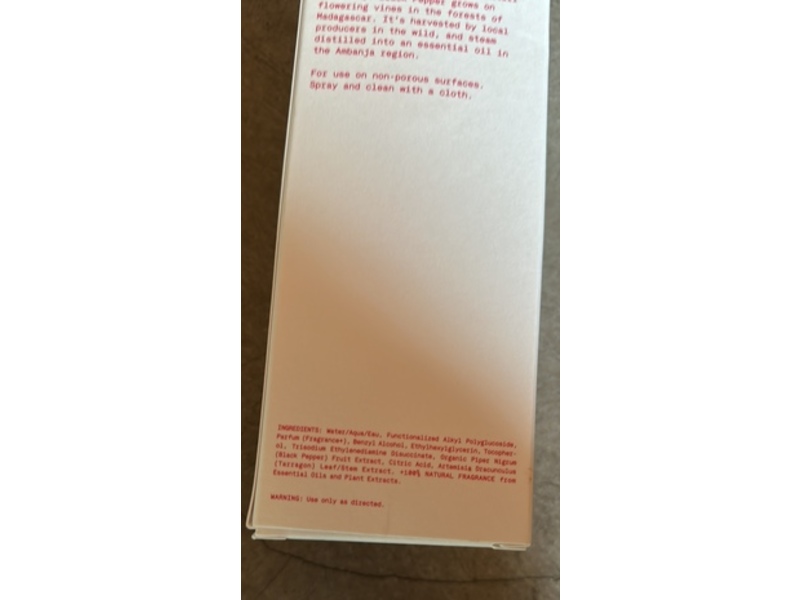 Pepper grows on
flowering vines in the forests of
Madagascar. It's harvested by local
producers in the wild, and steam
distilled into an essential oil in
the Ambanja region.
For use on non-porous surfaces.
Spray and clean with a cloth.
INGREDIENTS: Water/Aqua/Eau, Functionalized Alkyl Polyglucoside,
Parfum (Fragrance+), Benzyl Alcohol, Ethylhexylglycerin, Tocopher-
ol, Trisodium Ethylenediamine Disuccinate, Organic Piper Nigrum
(Black Pepper) Fruit Extract, Citric Acid, Artemisia Dracunculus
(Tarragon) Leaf/Stem Extract. +100% NATURAL FRAGRANCE from
Essential Oils and Plant Extracts.
WARNING: Use only as directed.